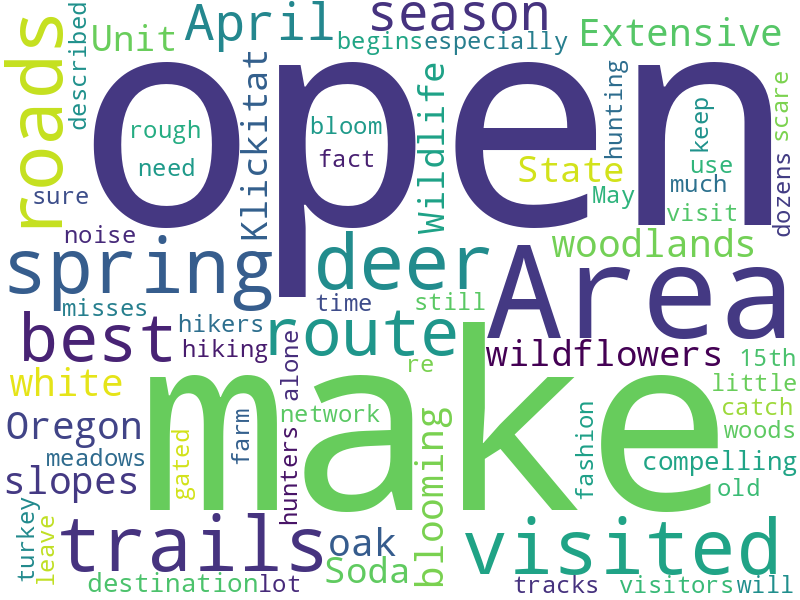 roads
described
Unit
April
season
begins
especially
Extensive
open
Klickitat
rough
need
bloom
fact
Wildlife
State
hunting
May
keep
use
much
visit
scare
dozens
sure
noise
spring
misses
deer
time
still
Area
woodlands
best
hikers
hiking
route
re
wildflowers
15th
little
catch
woods
white
Oregon
meadows
slopes
make
gated
farm
hunters
alone
network
blooming
fashion
compelling
old
turkey
leave
trails
destination
lot
oak
Soda
visited
tracks
visitors
will